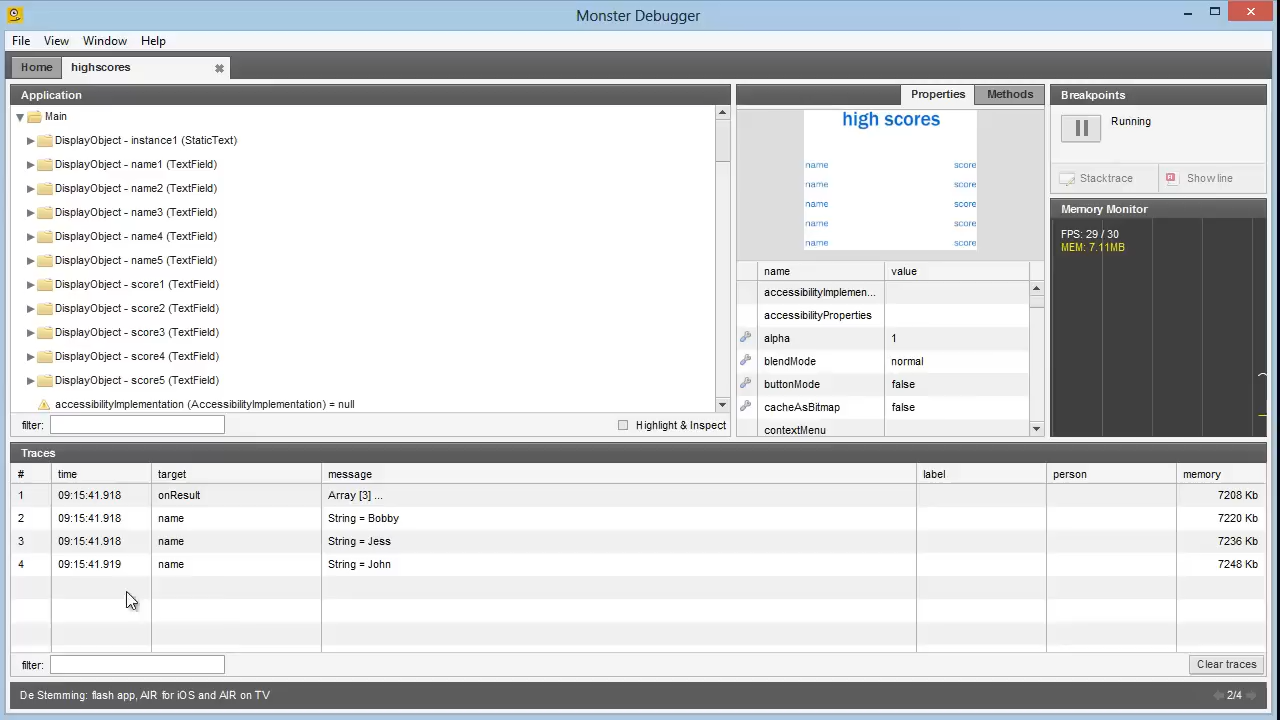 Monster Debugger
File View Window Help
Home highscores
Application
Main
DisplayObject - instance1 (StaticText)
DisplayObject - name1 (TextField)
DisplayObject - name2 (TextField)
DisplayObject - name3 (TextField)
DisplayObject - name4 (TextField)
DisplayObject - name5 (TextField)
DisplayObject - score1 (TextField)
DisplayObject - score2 (TextField)
DisplayObject - score3 (TextField)
DisplayObject - score4 (TextField)
DisplayObject - score5 (TextField)
accessibilityImplementation (AccessibilityImplementation) = null
filter:
Highlight & Inspect
Properties Methods
high scores
name score
name score
name score
name score
name score
name value
accessibilityImplemen...
accessibilityProperties
alpha 1
blendMode normal
buttonMode false
cacheAsBitmap false
contextMenu
Breakpoints
Running
Stacktrace Show line
Memory Monitor
FPS: 29 / 30
MEM: 7.11MB
Traces
# time target message label person memory
1 09:15:41.918 onResult Array [3] ... 7208 Kb
2 09:15:41.918 name String = Bobby 7220 Kb
3 09:15:41.918 name String = Jess 7236 Kb
4 09:15:41.919 name String = John 7248 Kb
filter:
Clear traces
De Stemming: flash app, AIR for iOS and AIR on TV
2/4